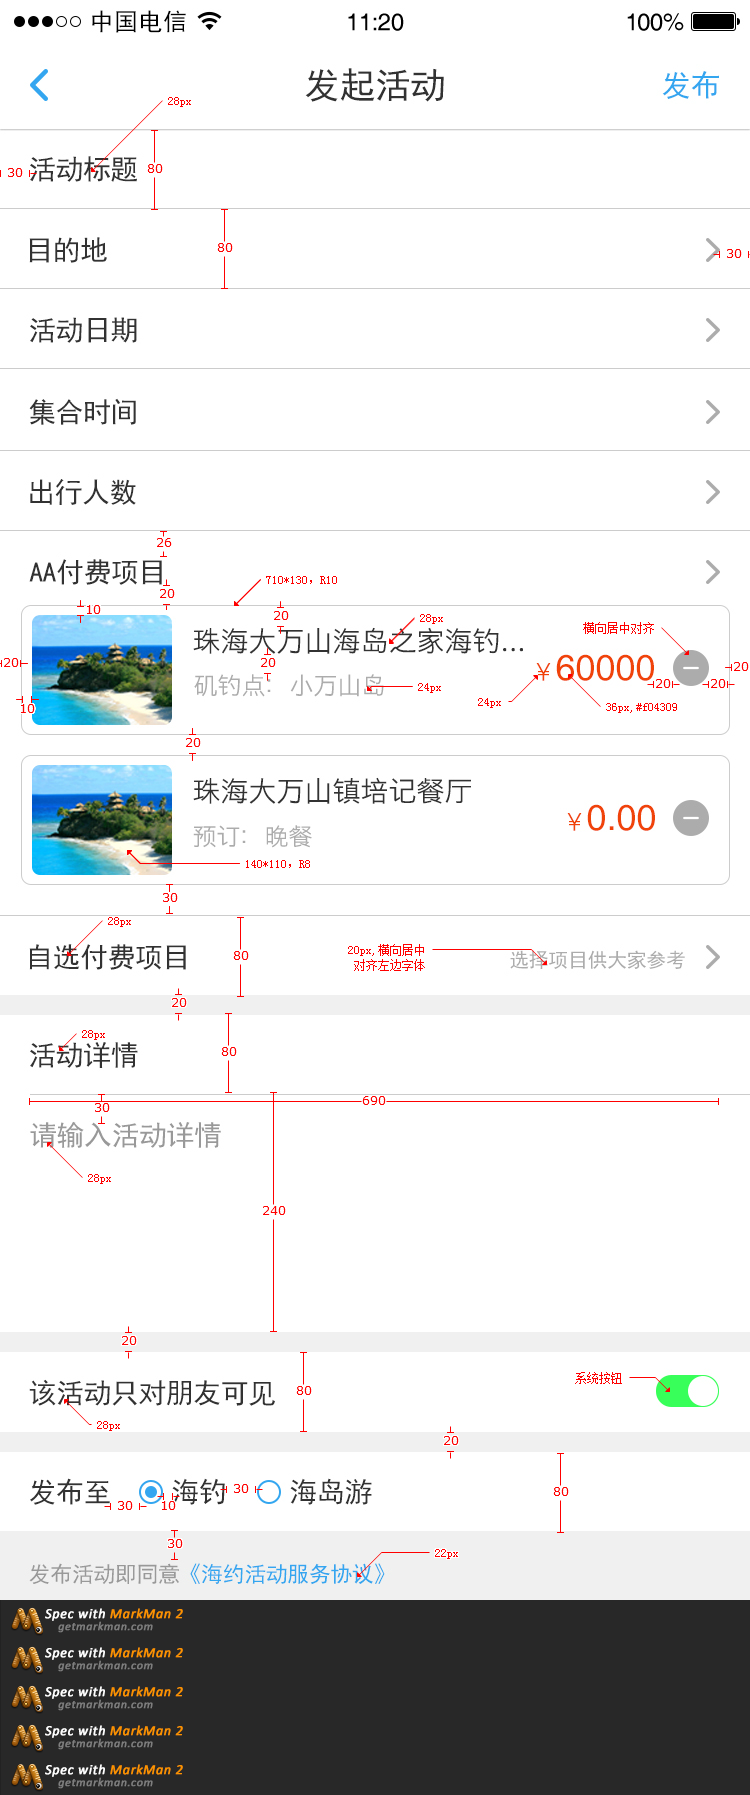 中国电信 11:20 100%
发起活动 发布
28px
30 活动标题 80
目的地 80 30
活动日期
集合时间
出行人数
26
AA付费项目
710*130，R10
20
10 20 28px 横向居中对齐
珠海大万山海岛之家海钓...
20 20 ¥60000 20
矶钓点: 小万山岛 24px 20 20
10 24px 36px,#f04309
20
珠海大万山镇培记餐厅
¥0.00
预订: 晚餐
140*110，R8
30
28px
自选付费项目 80 20px,横向居中
对齐左边字体 选择项目供大家参考
20
28px
活动详情 80
30 690
请输入活动详情
28px
240
20
该活动只对朋友可见 80 系统按钮
28px
20
发布至 海钓 30 海岛游 80
30 10
30
22px
发布活动即同意《海约活动服务协议》
Spec with MarkMan 2
getmarkman.com
Spec with MarkMan 2
getmarkman.com
Spec with MarkMan 2
getmarkman.com
Spec with MarkMan 2
getmarkman.com
Spec with MarkMan 2
getmarkman.com